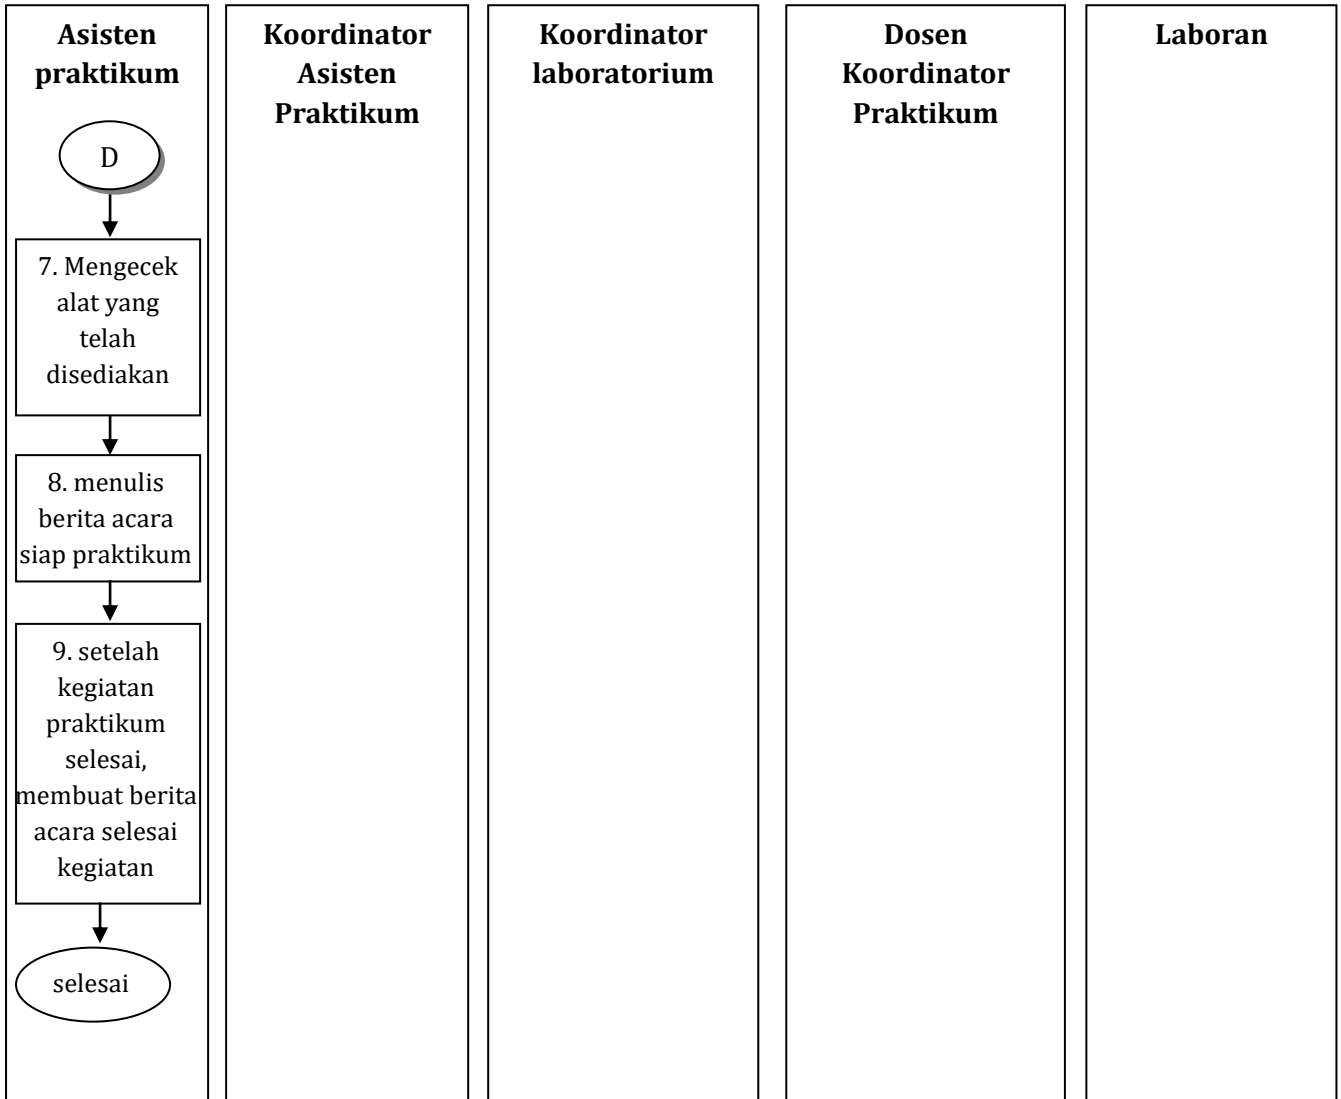 Asisten
praktikum
Koordinator
Asisten
Praktikum
Koordinator
laboratorium
Dosen
Koordinator
Praktikum
Laboran
D
7. Mengecek
alat yang
telah
disediakan
8. menulis
berita acara
siap praktikum
9. setelah
kegiatan
praktikum
selesai,
membuat berita
acara selesai
kegiatan
selesai